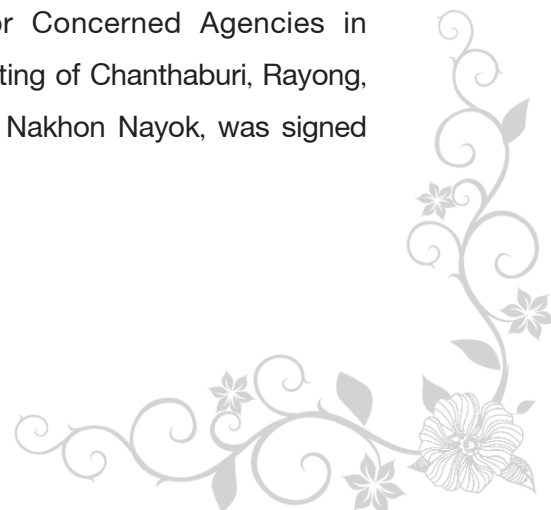 or Concerned Agencies in
ting of Chanthaburi, Rayong,
Nakhon Nayok, was signed